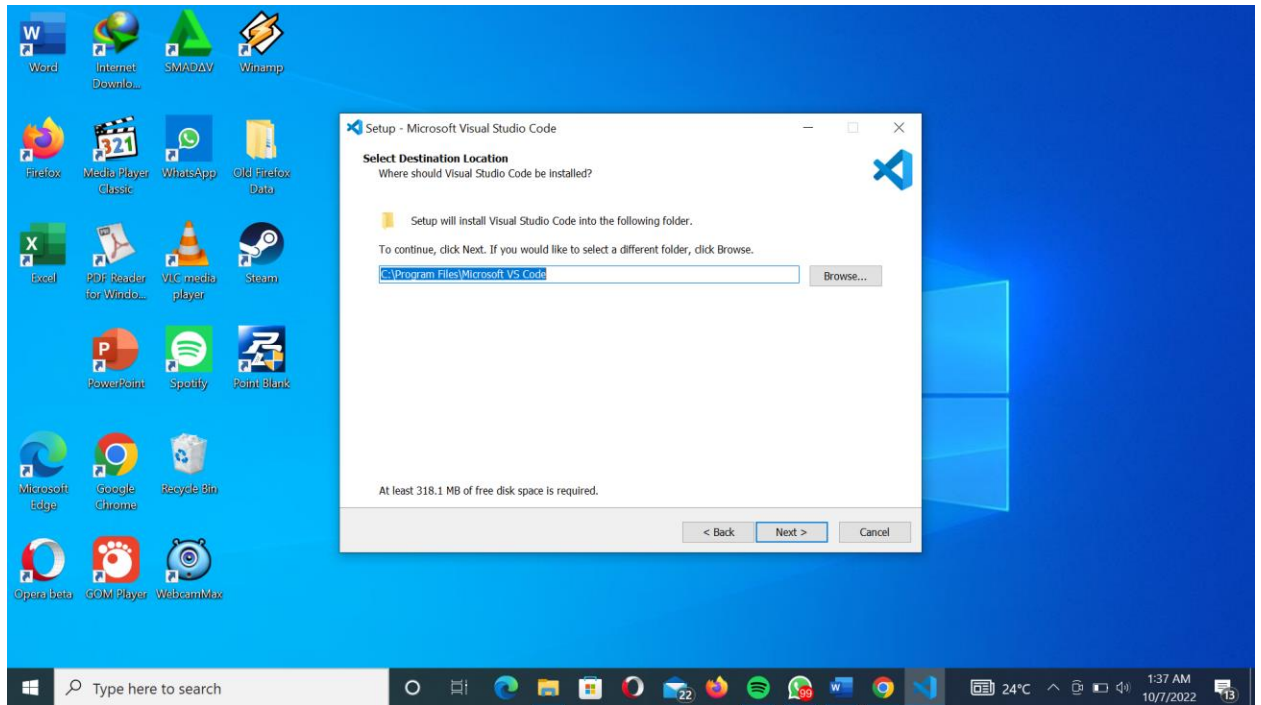 W
Word
Internet
Downlo...
SMADΔV
Winamp
Firefox
321
Media Player
Classic
WhatsApp
Old Firefox
Data
X
Excel
PDF Reader
for Windo...
VLC media
player
Steam
P
PowerPoint
Spotify
Point Blank
Microsoft
Edge
Google
Chrome
Recycle Bin
Opera beta
GOM Player
WebcamMax
Setup - Microsoft Visual Studio Code
Select Destination Location
Where should Visual Studio Code be installed?
Setup will install Visual Studio Code into the following folder.
To continue, click Next. If you would like to select a different folder, click Browse.
C:\Program Files\Microsoft VS Code
Browse...
At least 318.1 MB of free disk space is required.
< Back
Next >
Cancel
Type here to search
22
99
W
24°C
1:37 AM
10/7/2022
13